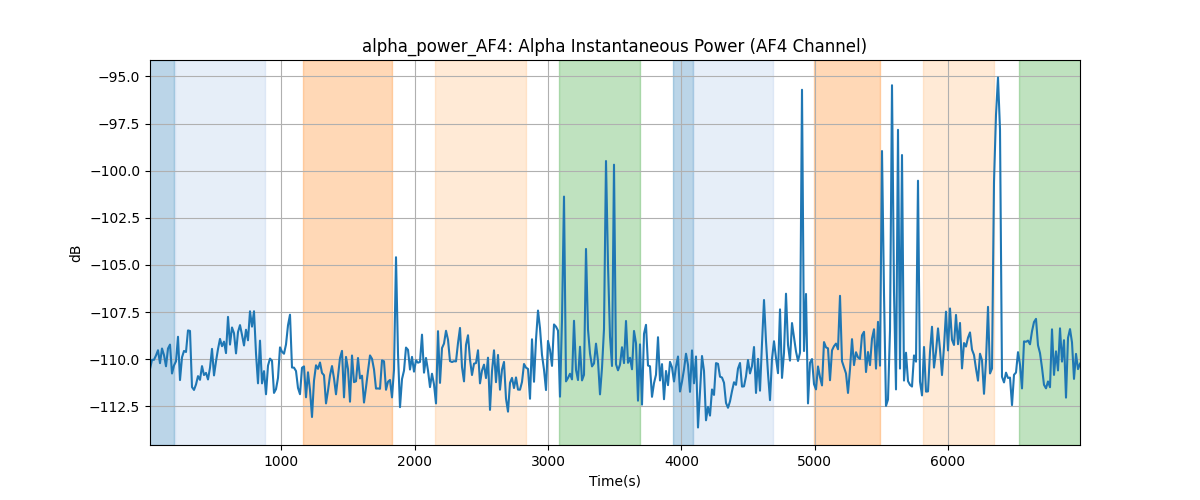 alpha_power_AF4: Alpha Instantaneous Power (AF4 Channel)
−95.0
−97.5
−100.0
−102.5
−105.0
−107.5
−110.0
−112.5
dB
1000 2000 3000 4000 5000 6000
Time(s)